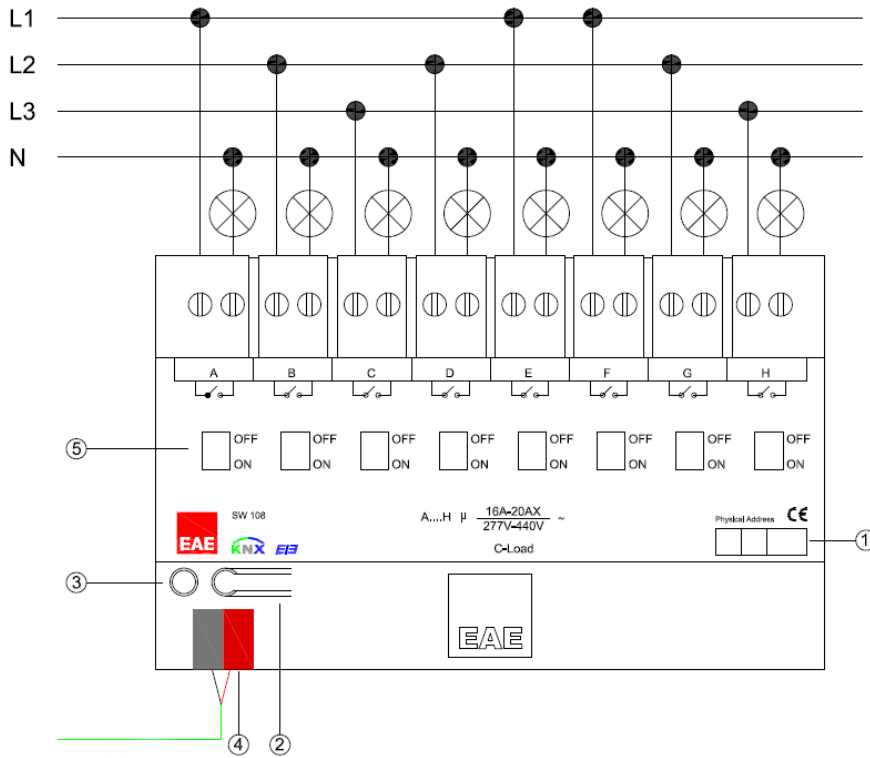 L1
L2
L3
N
A B C D E F G H
OFF OFF OFF OFF OFF OFF OFF OFF
⑤
ON ON ON ON ON ON ON ON
SW 108
A....H µ 16A-20AX ~
277V-440V
C-Load
Physical Address CE
EAE KNX EIB
①
③
EAE
④ ②